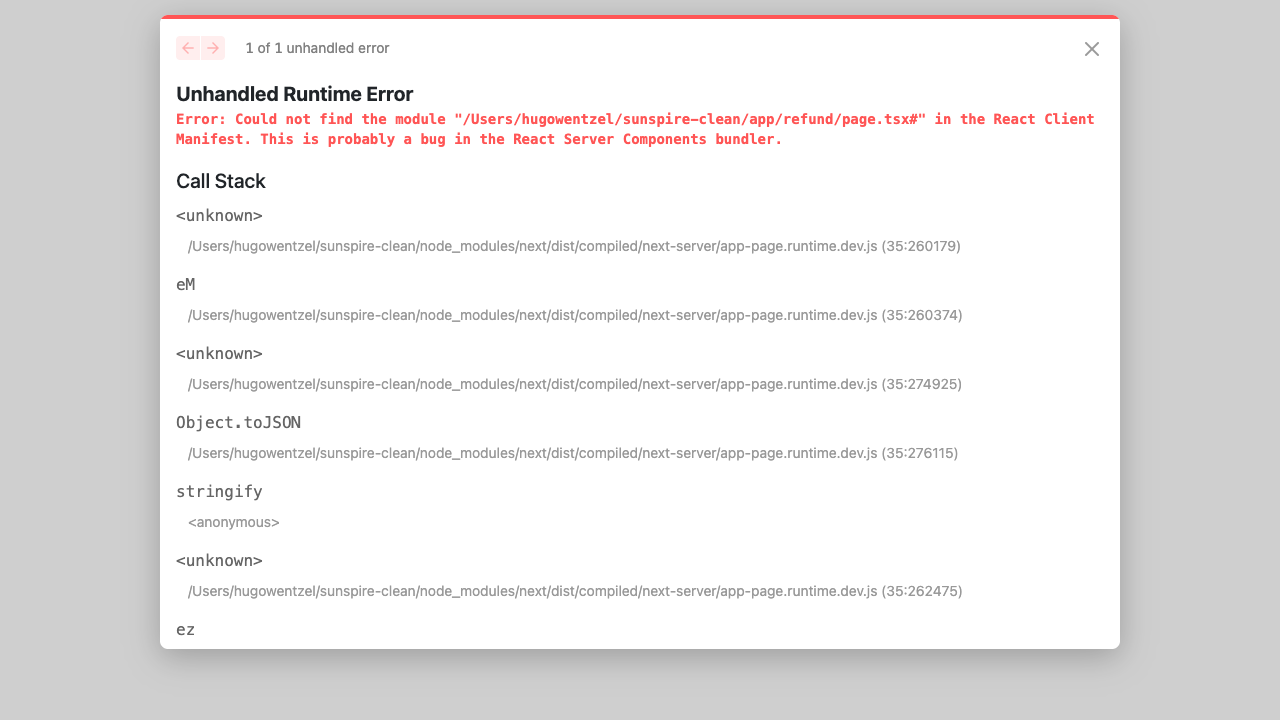 1 of 1 unhandled error
Unhandled Runtime Error
Error: Could not find the module "/Users/hugowentzel/sunspire-clean/app/refund/page.tsx#" in the React Client
Manifest. This is probably a bug in the React Server Components bundler.
Call Stack
<unknown>
/Users/hugowentzel/sunspire-clean/node_modules/next/dist/compiled/next-server/app-page.runtime.dev.js (35:260179)
eM
/Users/hugowentzel/sunspire-clean/node_modules/next/dist/compiled/next-server/app-page.runtime.dev.js (35:260374)
<unknown>
/Users/hugowentzel/sunspire-clean/node_modules/next/dist/compiled/next-server/app-page.runtime.dev.js (35:274925)
Object.toJSON
/Users/hugowentzel/sunspire-clean/node_modules/next/dist/compiled/next-server/app-page.runtime.dev.js (35:276115)
stringify
<anonymous>
<unknown>
/Users/hugowentzel/sunspire-clean/node_modules/next/dist/compiled/next-server/app-page.runtime.dev.js (35:262475)
ez